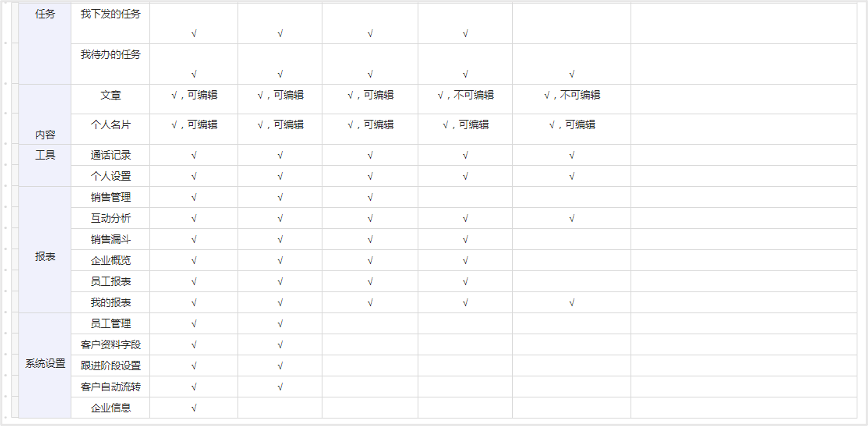 任务 我下发的任务 √ √ √ √
我待办的任务 √ √ √ √ √
内容 文章 √，可编辑 √，可编辑 √，可编辑 √，不可编辑 √，不可编辑
个人名片 √，可编辑 √，可编辑 √，可编辑 √，可编辑 √，可编辑
工具 通话记录 √ √ √ √ √
个人设置 √ √ √ √ √
报表 销售管理 √ √ √
互动分析 √ √ √ √ √
销售漏斗 √ √ √ √
企业概览 √ √ √ √
员工报表 √ √ √ √
我的报表 √ √ √ √ √
系统设置 员工管理 √ √
客户资料字段 √ √
跟进阶段设置 √ √
客户自动流转 √ √
企业信息 √